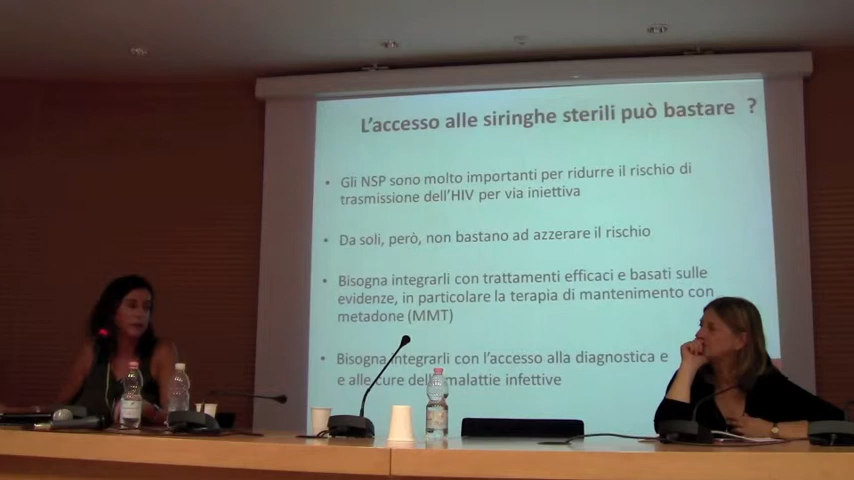 L'accesso alle siringhe sterili può bastare ?
• Gli NSP sono molto importanti per ridurre il rischio di
trasmissione dell'HIV per via iniettiva
• Da soli, però, non bastano ad azzerare il rischio
• Bisogna integrarli con trattamenti efficaci e basati sulle
evidenze, in particolare la terapia di mantenimento con
metadone (MMT)
• Bisogna integrarli con l'accesso alla diagnostica e
e alle cure delle malattie infettive